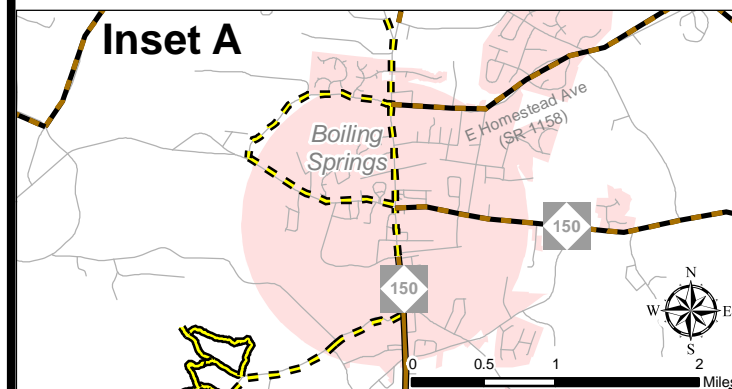 Inset A
Boiling
Springs
E Homestead Ave
(SR 1158)
150
150
N
W
E
S
0 0.5 1 2
Miles